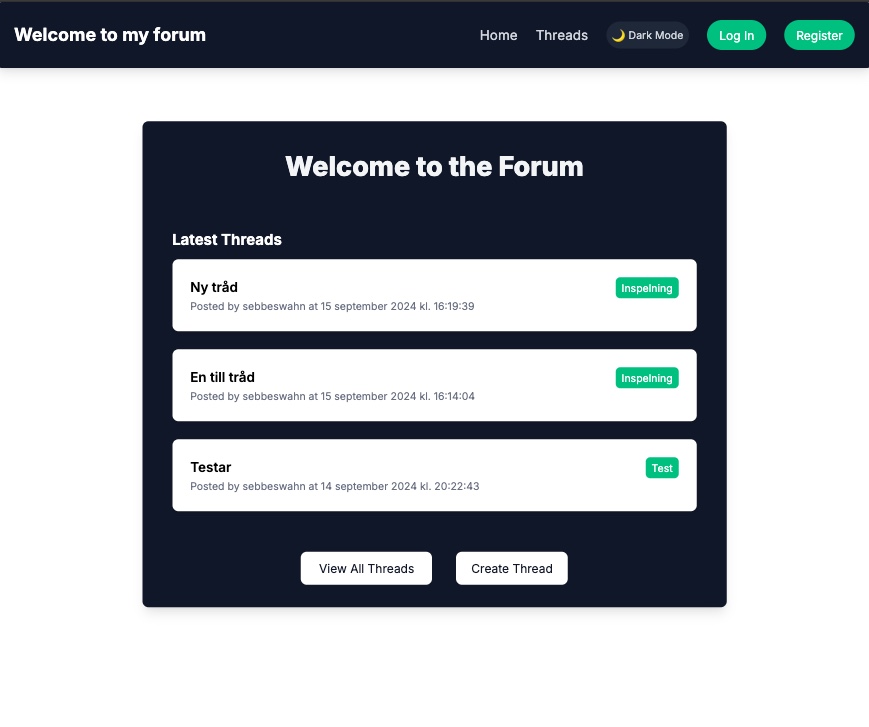 Welcome to my forum
Home
Threads
🌙 Dark Mode
Log In
Register
Welcome to the Forum
Latest Threads
Ny tråd
Inspelning
Posted by sebbeswahn at 15 september 2024 kl. 16:19:39
En till tråd
Inspelning
Posted by sebbeswahn at 15 september 2024 kl. 16:14:04
Testar
Test
Posted by sebbeswahn at 14 september 2024 kl. 20:22:43
View All Threads
Create Thread